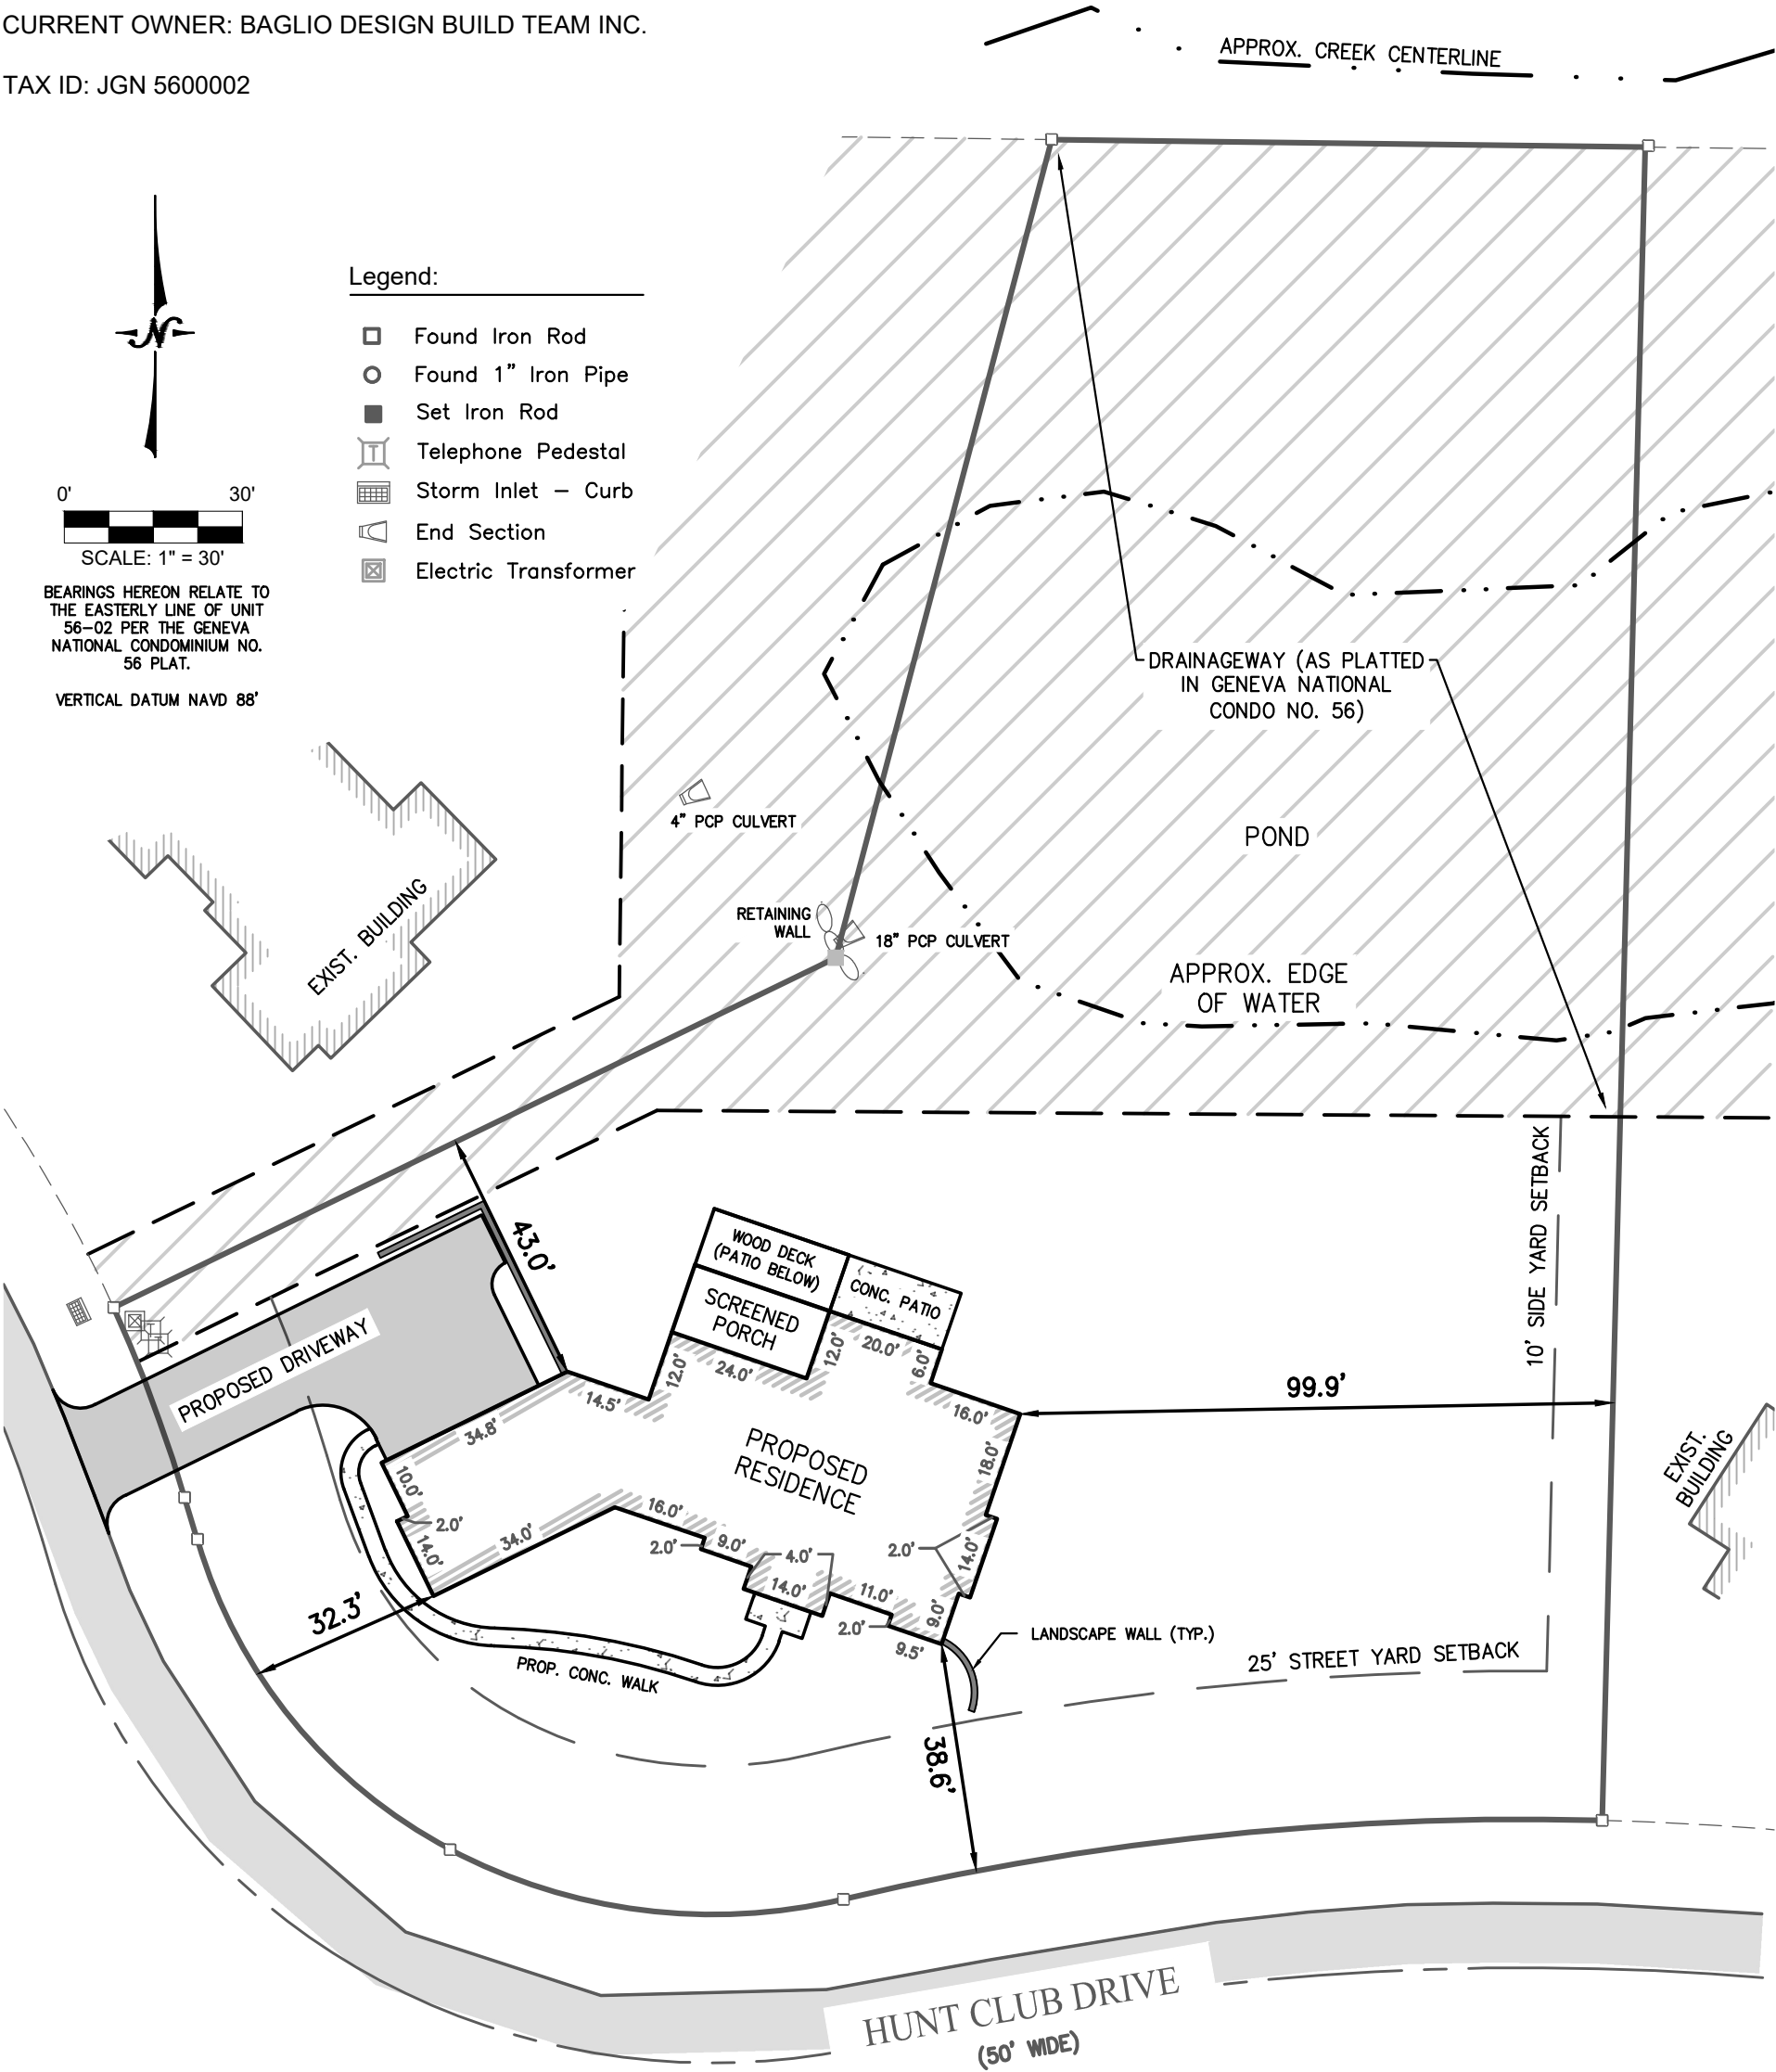 CURRENT OWNER: BAGLIO DESIGN BUILD TEAM INC.
TAX ID: JGN 5600002
APPROX. CREEK CENTERLINE
N
Legend:
Found Iron Rod
Found 1" Iron Pipe
Set Iron Rod
T
Telephone Pedestal
Storm Inlet – Curb
End Section
Electric Transformer
0' 30'
SCALE: 1" = 30'
BEARINGS HEREON RELATE TO
THE EASTERLY LINE OF UNIT
56-02 PER THE GENEVA
NATIONAL CONDOMINIUM NO.
56 PLAT.
VERTICAL DATUM NAVD 88'
DRAINAGEWAY (AS PLATTED
IN GENEVA NATIONAL
CONDO NO. 56)
4" PCP CULVERT
POND
EXIST. BUILDING
RETAINING
WALL
18" PCP CULVERT
APPROX. EDGE
OF WATER
10' SIDE YARD SETBACK
43.0'
WOOD DECK
(PATIO BELOW)
CONC. PATIO
SCREENED
PORCH
PROPOSED DRIVEWAY
12.0'
24.0'
12.0'
20.0'
6.0'
14.5'
16.0'
99.9'
34.8'
18.0'
PROPOSED
RESIDENCE
EXIST.
BUILDING
10.0'
2.0'
14.0'
34.0'
16.0'
2.0'
9.0'
4.0'
14.0'
2.0'
14.0'
11.0'
2.0'
9.0'
9.5'
32.3'
LANDSCAPE WALL (TYP.)
PROP. CONC. WALK
25' STREET YARD SETBACK
38.6'
HUNT CLUB DRIVE
(50' WIDE)